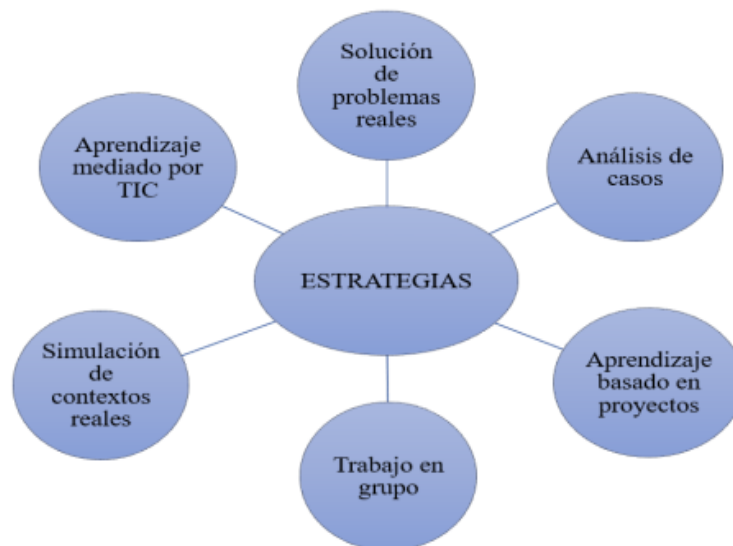 Solución
de
problemas
reales
Aprendizaje
mediado por
TIC
Análisis de
casos
ESTRATEGIAS
Simulación
de
contextos
reales
Aprendizaje
basado en
proyectos
Trabajo en
grupo